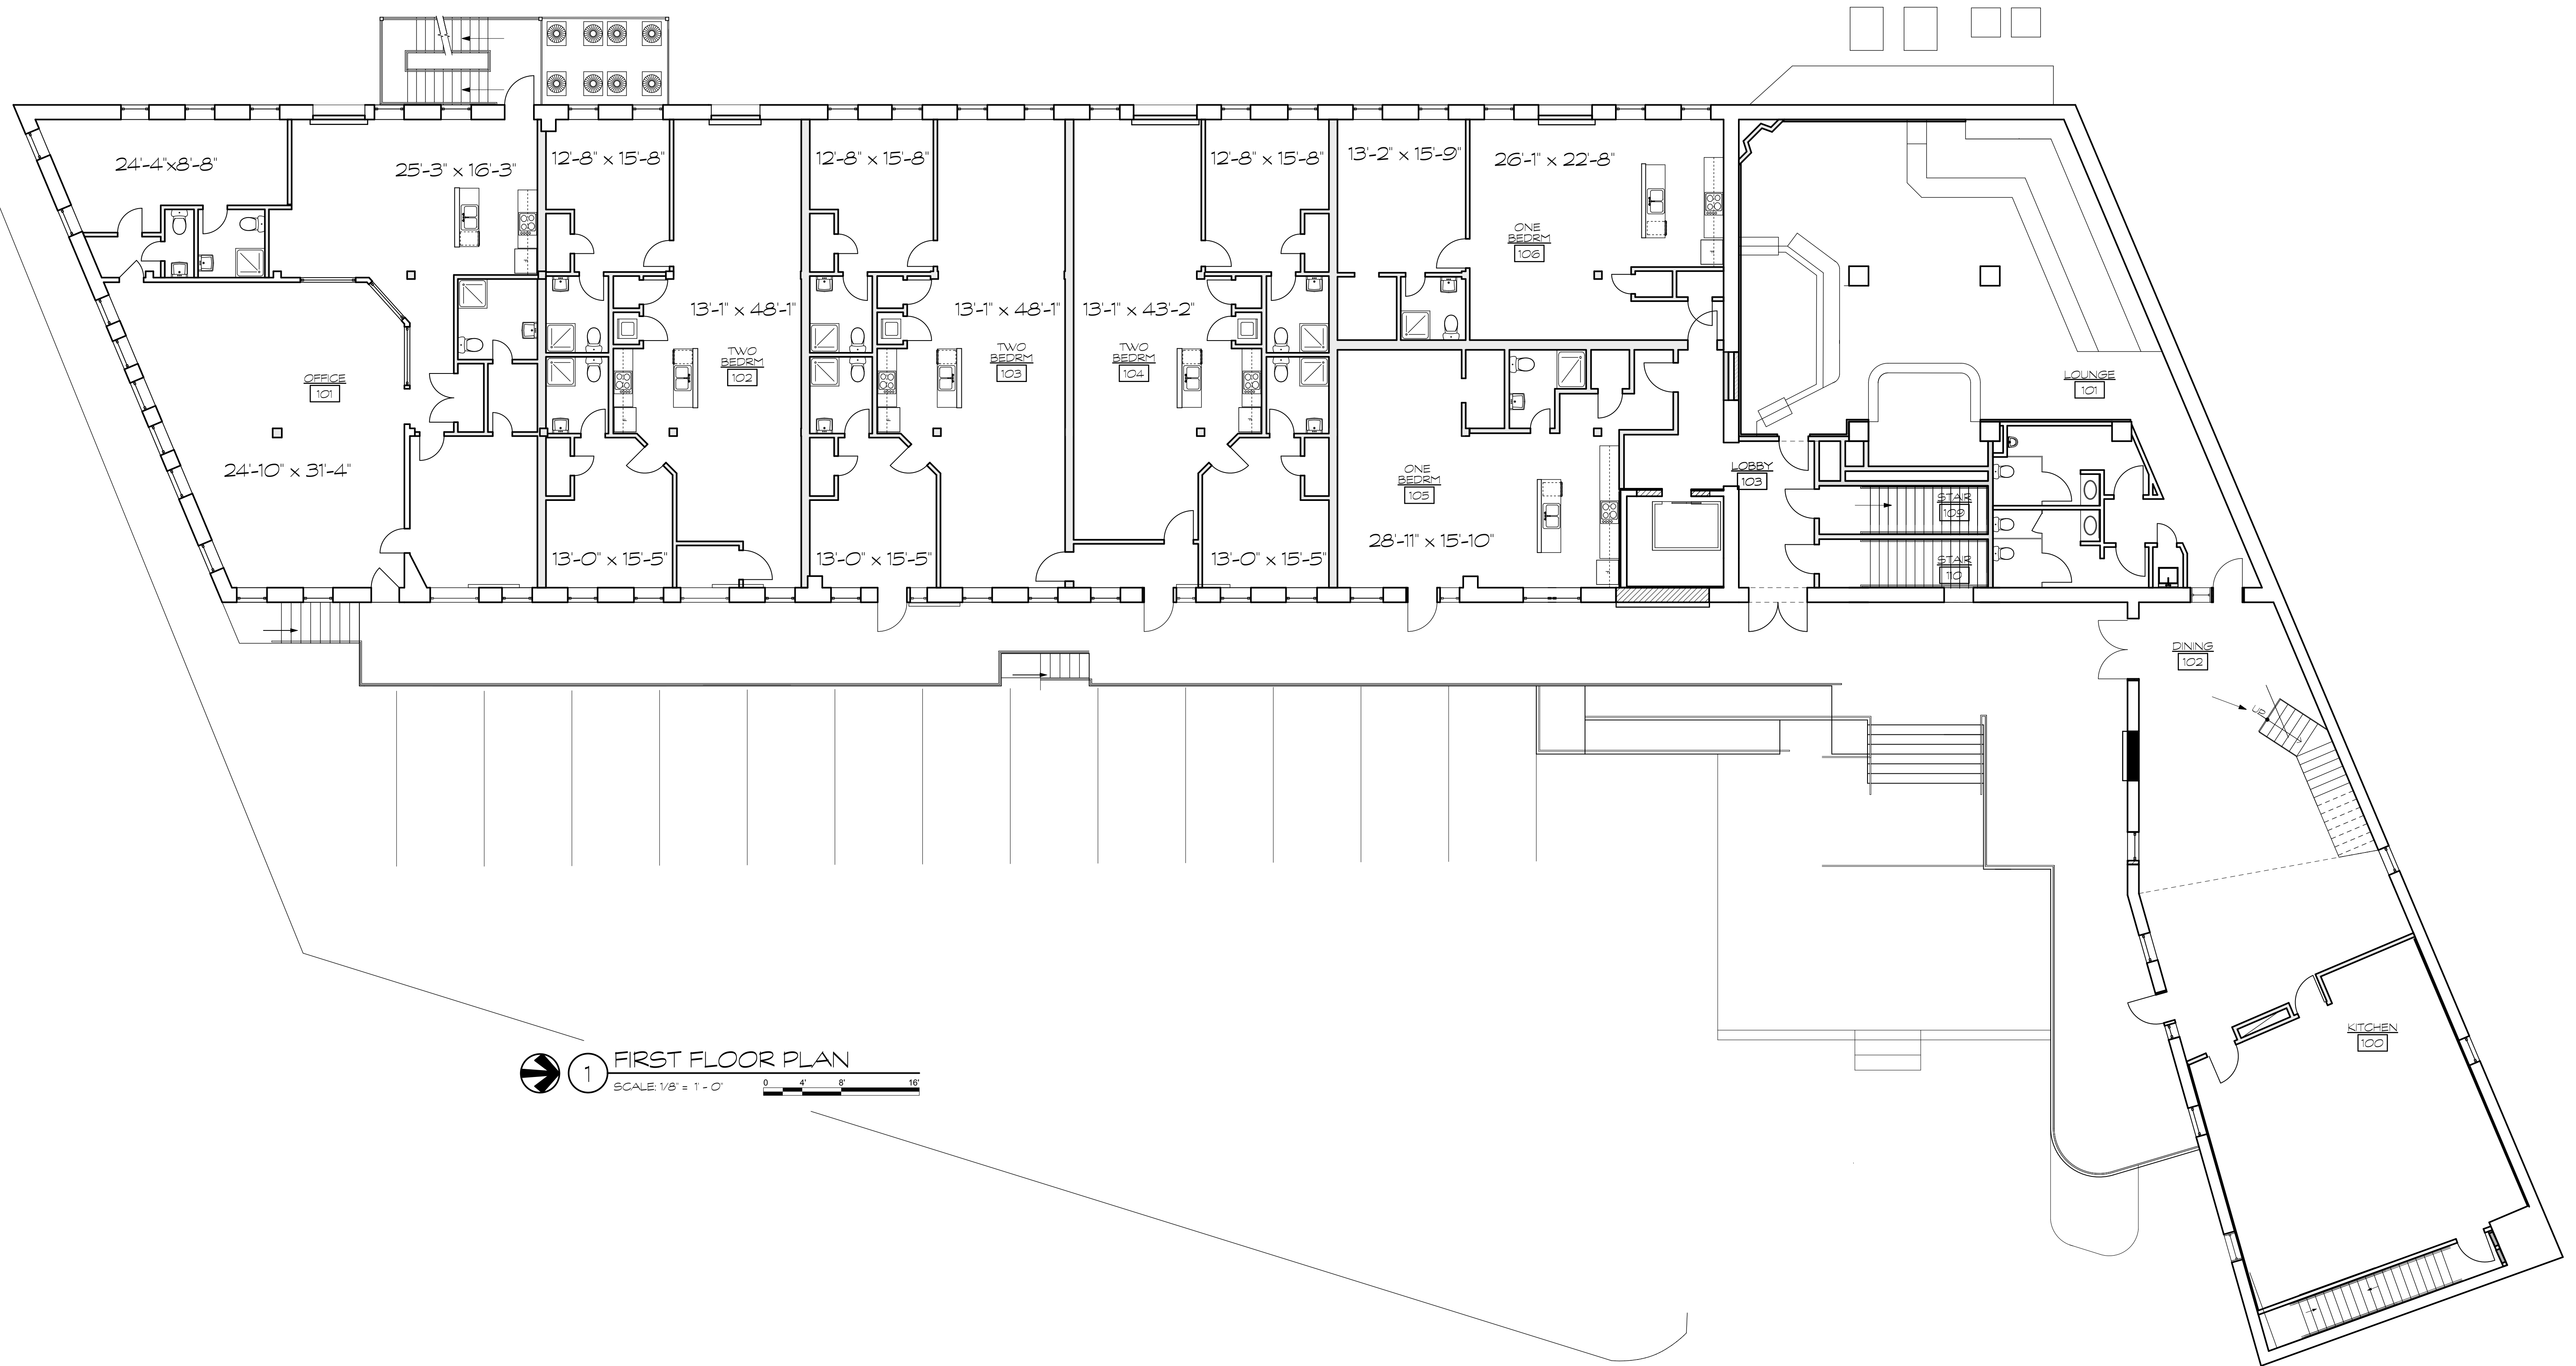 24'-4"x8'-8"
25'-3" x 16'-3"
12'-8" x 15'-8"
12'-8" x 15'-8"
12'-8" x 15'-8"
13'-2" x 15'-9"
26'-1" x 22'-8"
ONE
BEDRM
106
13'-1" x 48'-1"
13'-1" x 48'-1"
13'-1" x 43'-2"
TWO
BEDRM
102
TWO
BEDRM
103
TWO
BEDRM
104
OFFICE
101
LOUNGE
101
24'-10" x 31'-4"
ONE
BEDRM
105
LOBBY
103
STAIR
109
28'-11" x 15'-10"
13'-0" x 15'-5"
13'-0" x 15'-5"
13'-0" x 15'-5"
STAIR
110
DINING
102
UP
KITCHEN
100
1
FIRST FLOOR PLAN
SCALE: 1/8" = 1' - 0"
0 4' 8' 16'